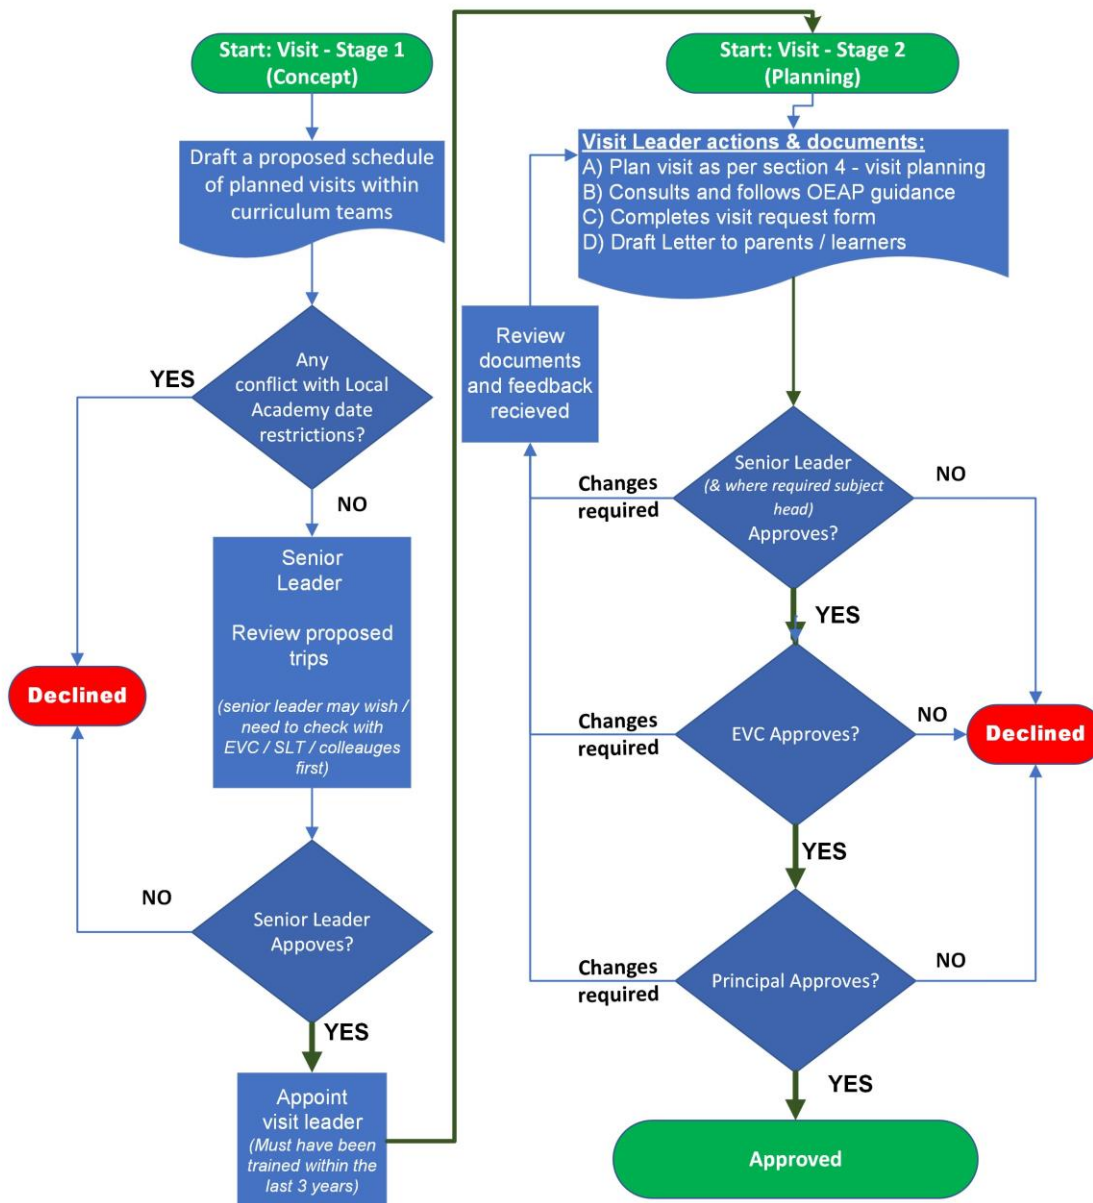 Start: Visit - Stage 1
(Concept)
Draft a proposed schedule
of planned visits within
curriculum teams
Any
conflict with Local
Academy date
restrictions?
YES
NO
Senior
Leader
Review proposed
trips
(senior leader may wish /
need to check with
EVC / SLT / colleauges
first)
Declined
Senior Leader
Appoves?
NO
YES
Appoint
visit leader
(Must have been
trained within the
last 3 years)
Start: Visit - Stage 2
(Planning)
Visit Leader actions & documents:
A) Plan visit as per section 4 - visit planning
B) Consults and follows OEAP guidance
C) Completes visit request form
D) Draft Letter to parents / learners
Review
documents
and feedback
recieved
Senior Leader
(& where required subject
head)
Approves?
Changes
required
NO
YES
EVC Approves?
Changes
required
NO
Declined
YES
Principal Approves?
Changes
required
NO
YES
Approved